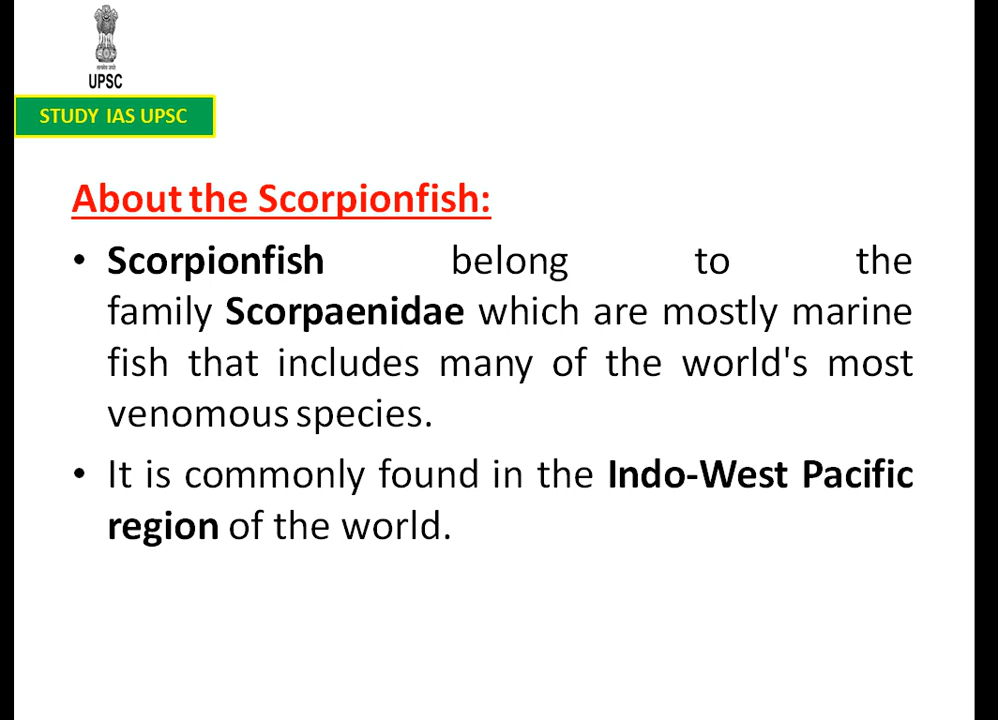 UPSC
STUDY IAS UPSC
About the Scorpionfish:
• Scorpionfish belong to the
family Scorpaenidae which are mostly marine
fish that includes many of the world's most
venomous species.
• It is commonly found in the Indo-West Pacific
region of the world.